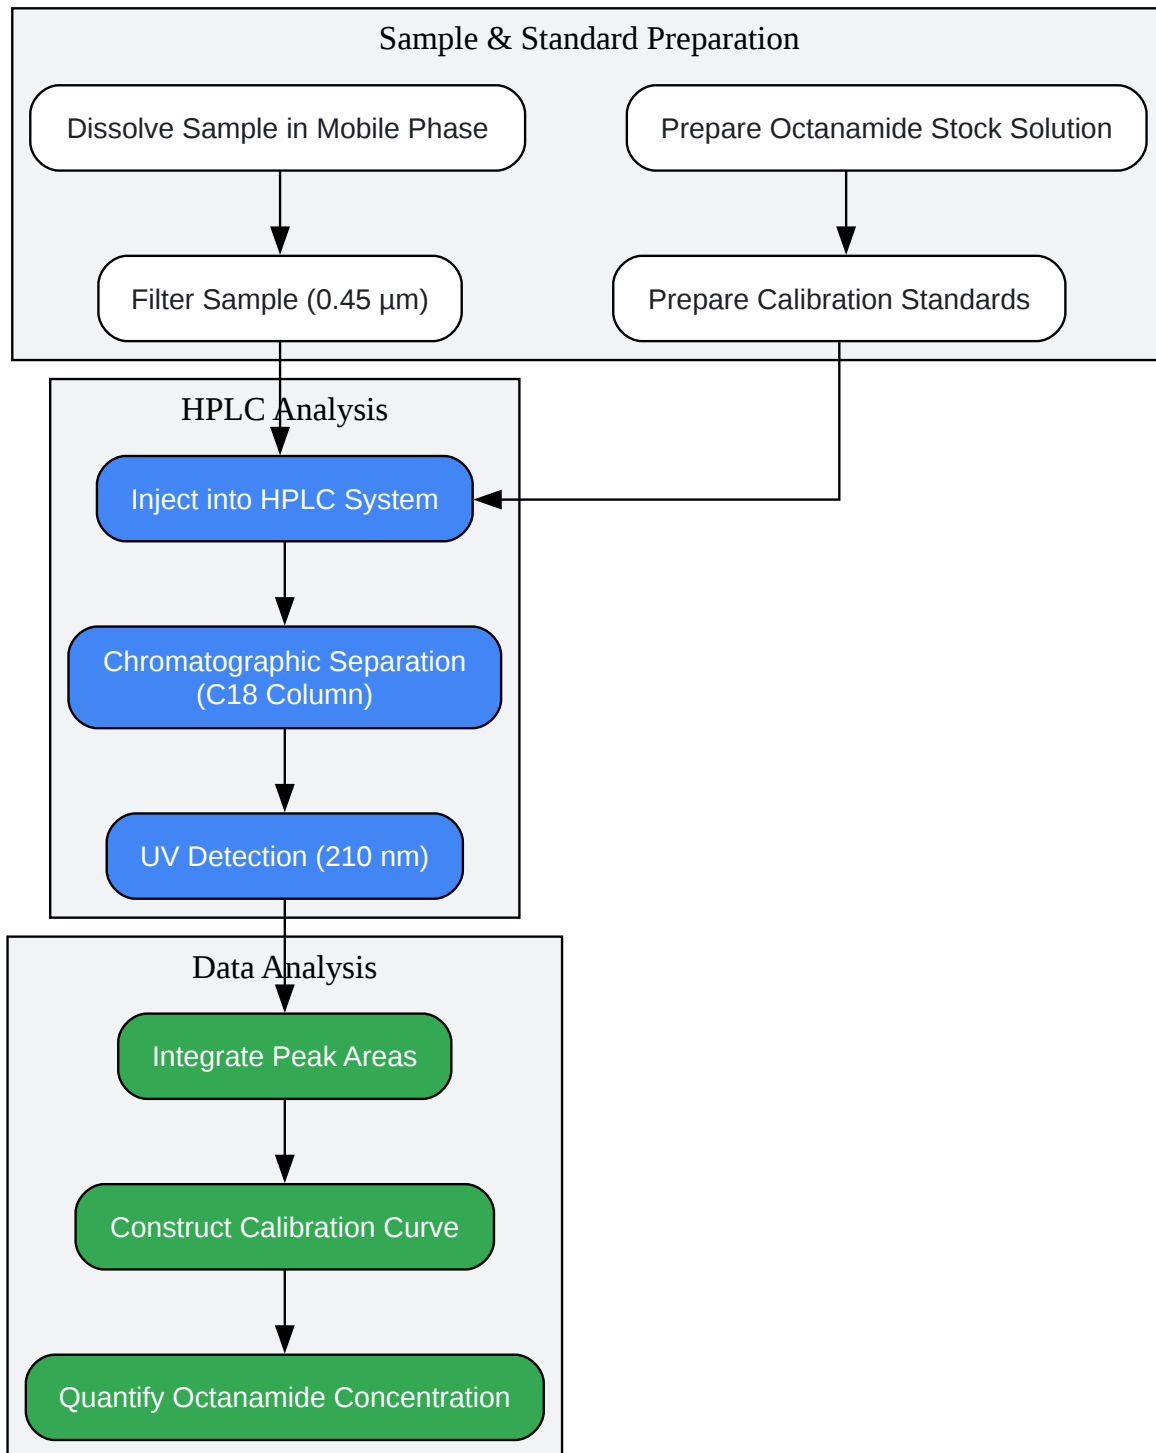 Sample & Standard Preparation
Dissolve Sample in Mobile Phase
Prepare Octanamide Stock Solution
Filter Sample (0.45 µm)
Prepare Calibration Standards
HPLC Analysis
Inject into HPLC System
Chromatographic Separation
(C18 Column)
UV Detection (210 nm)
Data Analysis
Integrate Peak Areas
Construct Calibration Curve
Quantify Octanamide Concentration